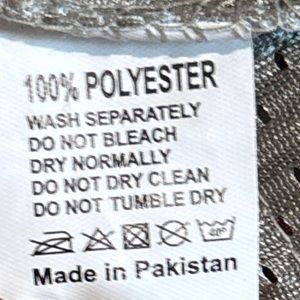 100% POLYESTER
WASH SEPARATELY
DO NOT BLEACH
DRY NORMALLY
DO NOT DRY CLEAN
DO NOT TUMBLE DRY
Made in Pakistan